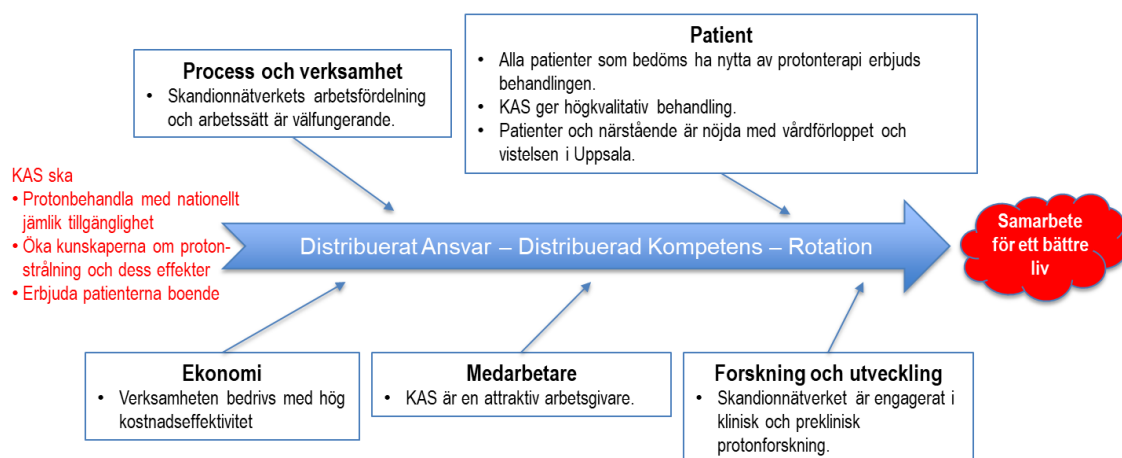 Process och verksamhet
• Skandionnätverkets arbetsfördelning
och arbetssätt är välfungerande.
Patient
• Alla patienter som bedöms ha nytta av protonterapi erbjuds
behandlingen.
• KAS ger högkvalitativ behandling.
• Patienter och närstående är nöjda med vårdförloppet och
vistelsen i Uppsala.
KAS ska
• Protonbehandla med nationellt
jämlik tillgänglighet
• Öka kunskaperna om proton-
strålning och dess effekter
• Erbjuda patienterna boende
Distribuerat Ansvar – Distribuerad Kompetens – Rotation
Samarbete
för ett bättre
liv
Ekonomi
• Verksamheten bedrivs med hög
kostnadseffektivitet
Medarbetare
• KAS är en attraktiv arbetsgivare.
Forskning och utveckling
• Skandionnätverket är engagerat i
klinisk och preklinisk
protonforskning.